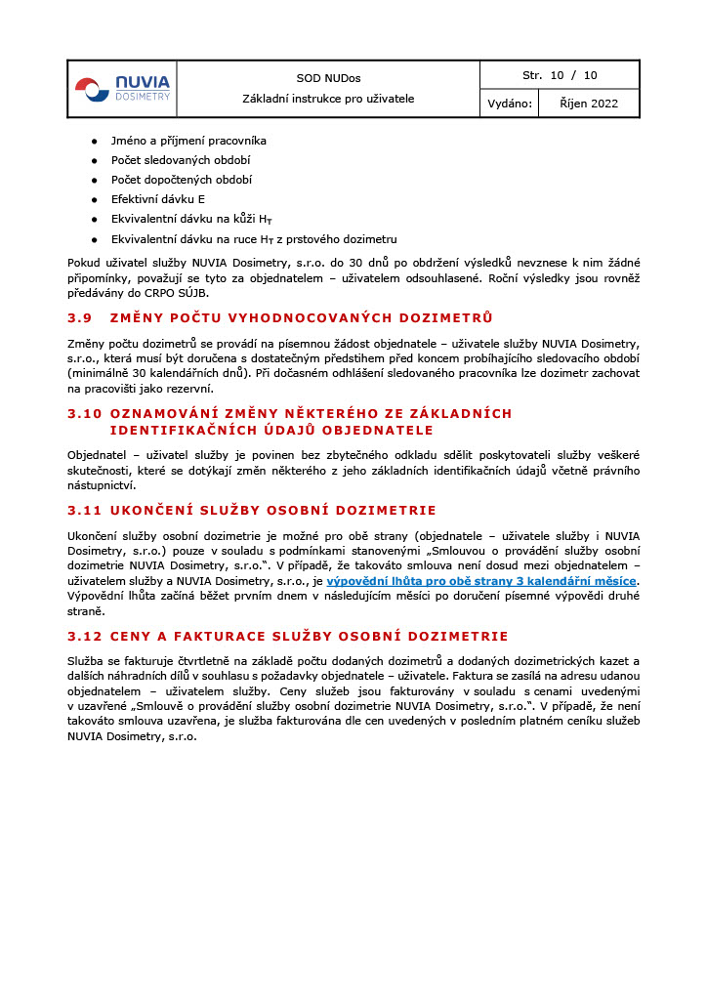 NUVIA
DOSIMETRY
SOD NUDos
Základní instrukce pro uživatele
Str. 10 / 10
Vydáno:
Říjen 2022
● Jméno a příjmení pracovníka
● Počet sledovaných období
● Počet dopočtených období
● Efektivní dávku E
● Ekvivalentní dávku na kůži HT
● Ekvivalentní dávku na ruce HT z prstového dozimetru
Pokud uživatel služby NUVIA Dosimetry, s.r.o. do 30 dnů po obdržení výsledků nevznese k nim žádné
připomínky, považují se tyto za objednatelem – uživatelem odsouhlasené. Roční výsledky jsou rovněž
předávány do CRPO SÚJB.
3.9 ZMĚNY POČTU VYHODNOCOVANÝCH DOZIMETRŮ
Změny počtu dozimetrů se provádí na písemnou žádost objednatele – uživatele služby NUVIA Dosimetry,
s.r.o., která musí být doručena s dostatečným předstihem před koncem probíhajícího sledovacího období
(minimálně 30 kalendářních dnů). Při dočasném odhlášení sledovaného pracovníka lze dozimetr zachovat
na pracovišti jako rezervní.
3.10 OZNAMOVÁNÍ ZMĚNY NĚKTERÉHO ZE ZÁKLADNÍCH
IDENTIFIKAČNÍCH ÚDAJŮ OBJEDNATELE
Objednatel – uživatel služby je povinen bez zbytečného odkladu sdělit poskytovateli služby veškeré
skutečnosti, které se dotýkají změn některého z jeho základních identifikačních údajů včetně právního
nástupnictví.
3.11 UKONČENÍ SLUŽBY OSOBNÍ DOZIMETRIE
Ukončení služby osobní dozimetrie je možné pro obě strany (objednatele – uživatele služby i NUVIA
Dosimetry, s.r.o.) pouze v souladu s podmínkami stanovenými „Smlouvou o provádění služby osobní
dozimetrie NUVIA Dosimetry, s.r.o.“. V případě, že takováto smlouva není dosud mezi objednatelem –
uživatelem služby a NUVIA Dosimetry, s.r.o., je výpovědní lhůta pro obě strany 3 kalendářní měsíce.
Výpovědní lhůta začíná běžet prvním dnem v následujícím měsíci po doručení písemné výpovědi druhé
straně.
3.12 CENY A FAKTURACE SLUŽBY OSOBNÍ DOZIMETRIE
Služba se fakturuje čtvrtletně na základě počtu dodaných dozimetrů a dodaných dozimetrických kazet a
dalších náhradních dílů v souhlasu s požadavky objednatele – uživatele. Faktura se zasílá na adresu udanou
objednatelem – uživatelem služby. Ceny služeb jsou fakturovány v souladu s cenami uvedenými
v uzavřené „Smlouvě o provádění služby osobní dozimetrie NUVIA Dosimetry, s.r.o.“. V případě, že není
takováto smlouva uzavřena, je služba fakturována dle cen uvedených v posledním platném ceníku služeb
NUVIA Dosimetry, s.r.o.